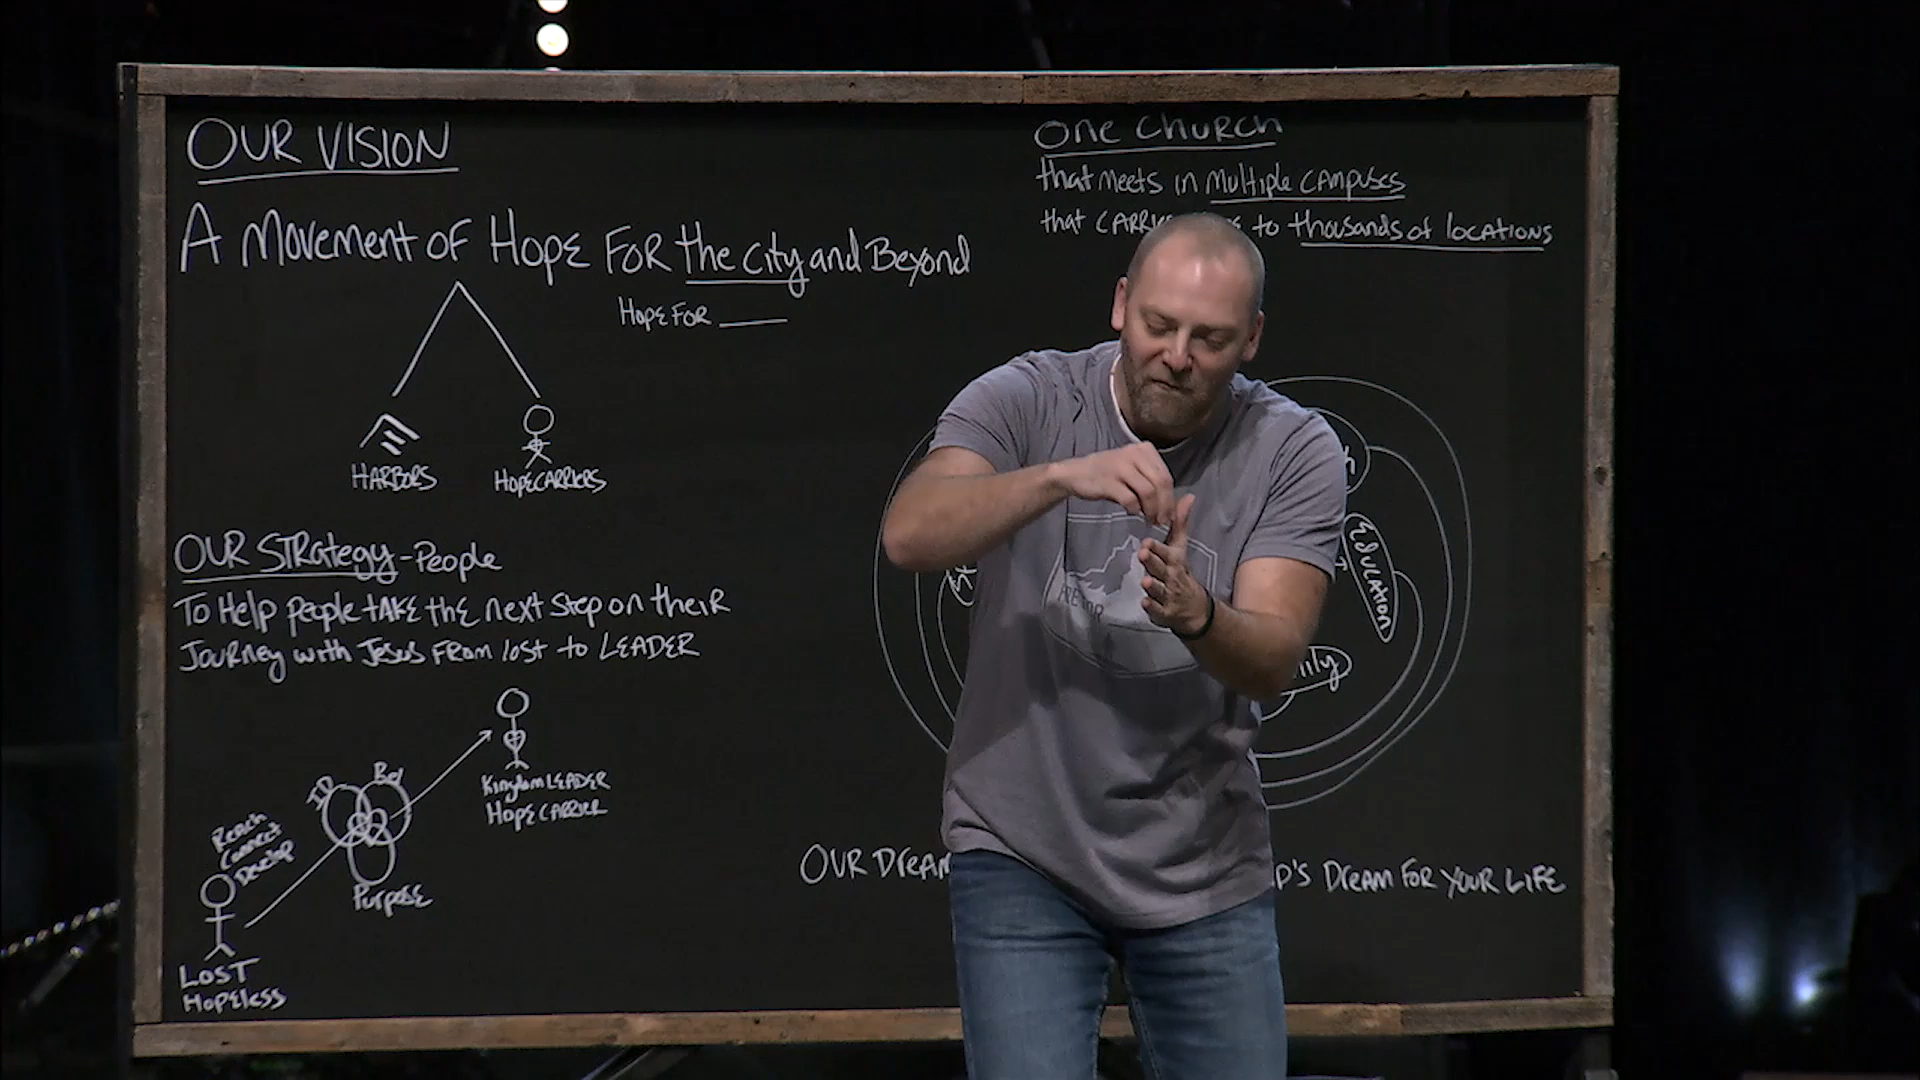 OUR VISION
A Movement of Hope For the City and Beyond
Hope For ____
HARBORS
HOPECARRIERS
OUR STRategy - People
To Help people take the next step on their
Journey with Jesus From lost to LEADER
ID
Bel
Reach
Connect
Develop
Purpose
Kingdom LEADER
Hope CARRIER
LOST
Hopeless
One Church
that meets in Multiple campuses
that to thousands of locations
Education
OUR Dream 's Dream For YOUR LIFE